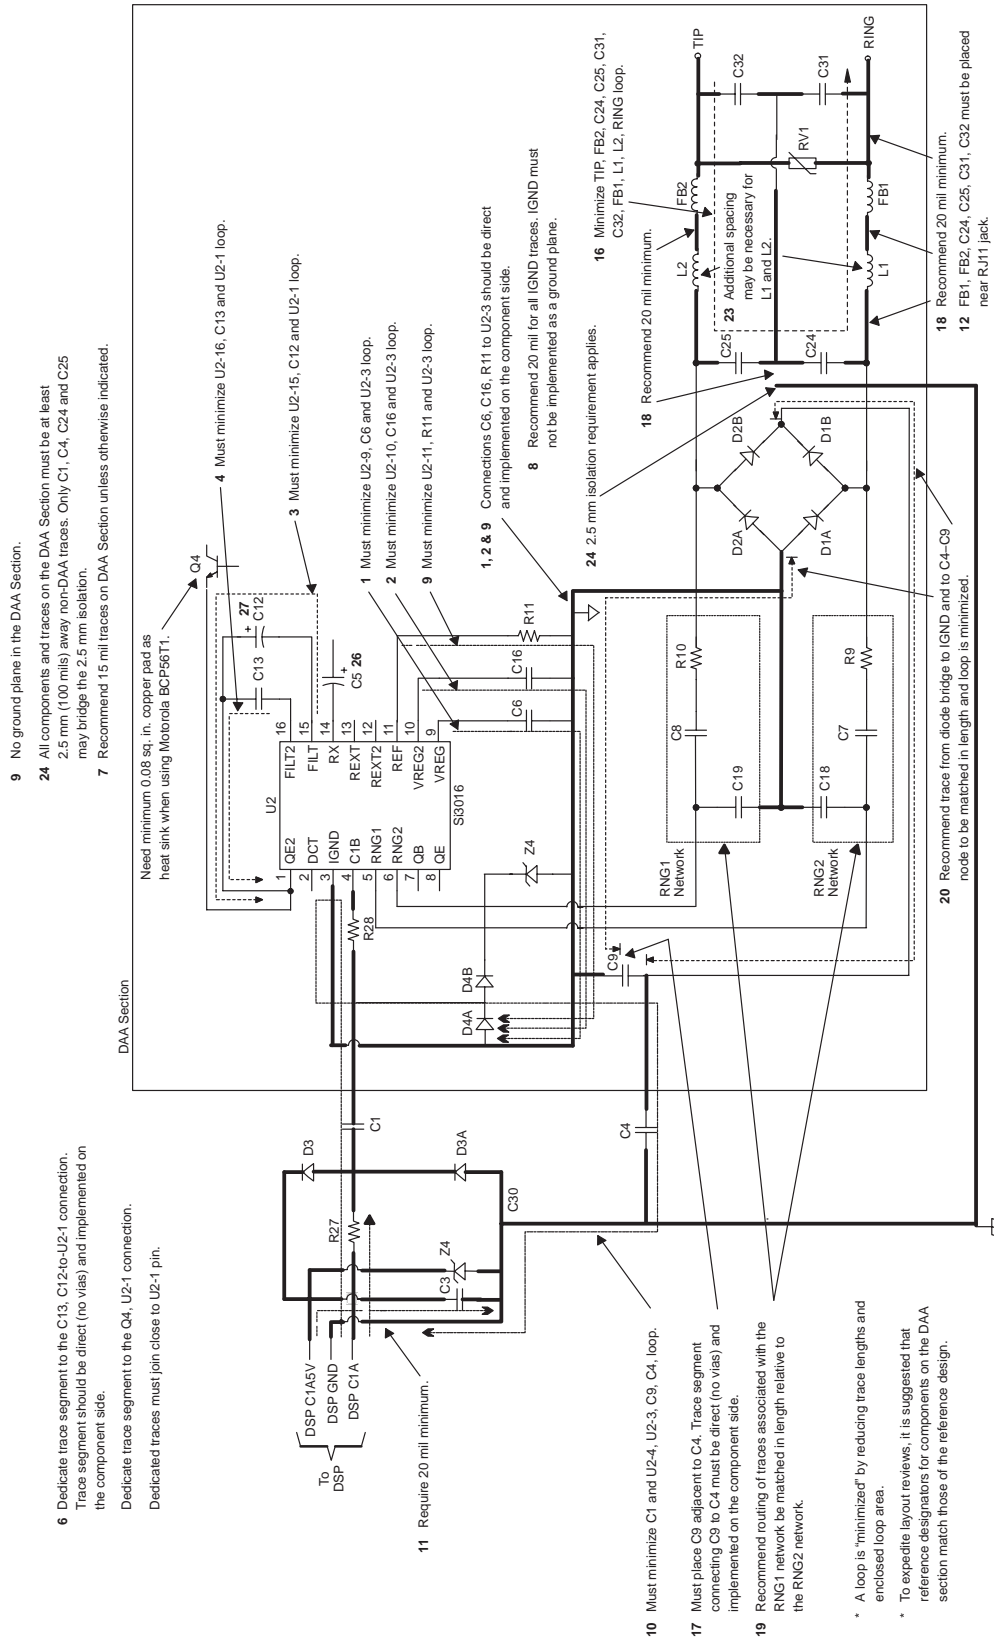 9 No ground plane in the DAA Section.
24 All components and traces on the DAA Section must be at least
2.5 mm (100 mils) away non-DAA traces. Only C1, C4, C24 and C25
may bridge the 2.5 mm isolation.
7 Recommend 15 mil traces on DAA Section unless otherwise indicated.
6 Dedicate trace segment to the C13, C12-to-U2-1 connection.
Trace segment should be direct (no vias) and implemented on
the component side.
Dedicate trace segment to the Q4, U2-1 connection.
Dedicated traces must join close to U2-1 pin.
DAA Section
Need minimum 0.08 sq. in. copper pad as
heat sink when using Motorola BCP56T1.
Q4
4 Must minimize U2-16, C13 and U2-1 loop.
3 Must minimize U2-15, C12 and U2-1 loop.
1 Must minimize U2-9, C6 and U2-3 loop.
2 Must minimize U2-10, C16 and U2-3 loop.
9 Must minimize U2-11, R11 and U2-3 loop.
1, 2 & 9 Connections C6, C16, R11 to U2-3 should be direct
and implemented on the component side.
8 Recommend 20 mil for all IGND traces. IGND must
not be implemented as a ground plane.
24 2.5 mm isolation requirement applies.
18 Recommend 20 mil minimum.
16 Minimize TIP, FB2, C24, C25, C31,
C32, FB1, L1, L2, RING loop.
27
+
C12
C13
+
26
C5
U2
Si3016
1
QE2
2
DCT
3
IGND
4
C1B
5
RNG1
6
RNG2
7
QB
8
QE
16
FILT2
15
FILT
14
RX
13
REXT
12
REXT2
11
REF
10
VREG2
9
VREG
R11
C16
C6
R28
Z4
D4B
D4A
C9
D3
D3A
C1
C4
C30
R27
Z4
C3
To
DSP
DSP C1A5V
DSP GND
DSP C1A
11 Require 20 mil minimum.
RNG1
Network
RNG2
Network
C8
R10
C19
C18
C7
R9
D2A
D2B
D1A
D1B
C25
C24
L2
FB2
L1
FB1
RV1
C32
C31
TIP
RING
23 Additional spacing
may be necessary for
L1 and L2.
18 Recommend 20 mil minimum.
12 FB1, FB2, C24, C25, C31, C32 must be placed
near RJ11 jack.
20 Recommend trace from diode bridge to IGND and to C4–C9
node to be matched in length and loop is minimized.
10 Must minimize C1 and U2-4, U2-3, C9, C4, loop.
17 Must place C9 adjacent to C4. Trace segment
connecting C9 to C4 must be direct (no vias) and
implemented on the component side.
19 Recommend routing of traces associated with the
RNG1 network be matched in length relative to
the RNG2 network.
* A loop is “minimized” by reducing trace lengths and
enclosed loop area.
* To expedite layout reviews, it is suggested that
reference designators for components on the DAA
section match those of the reference design.